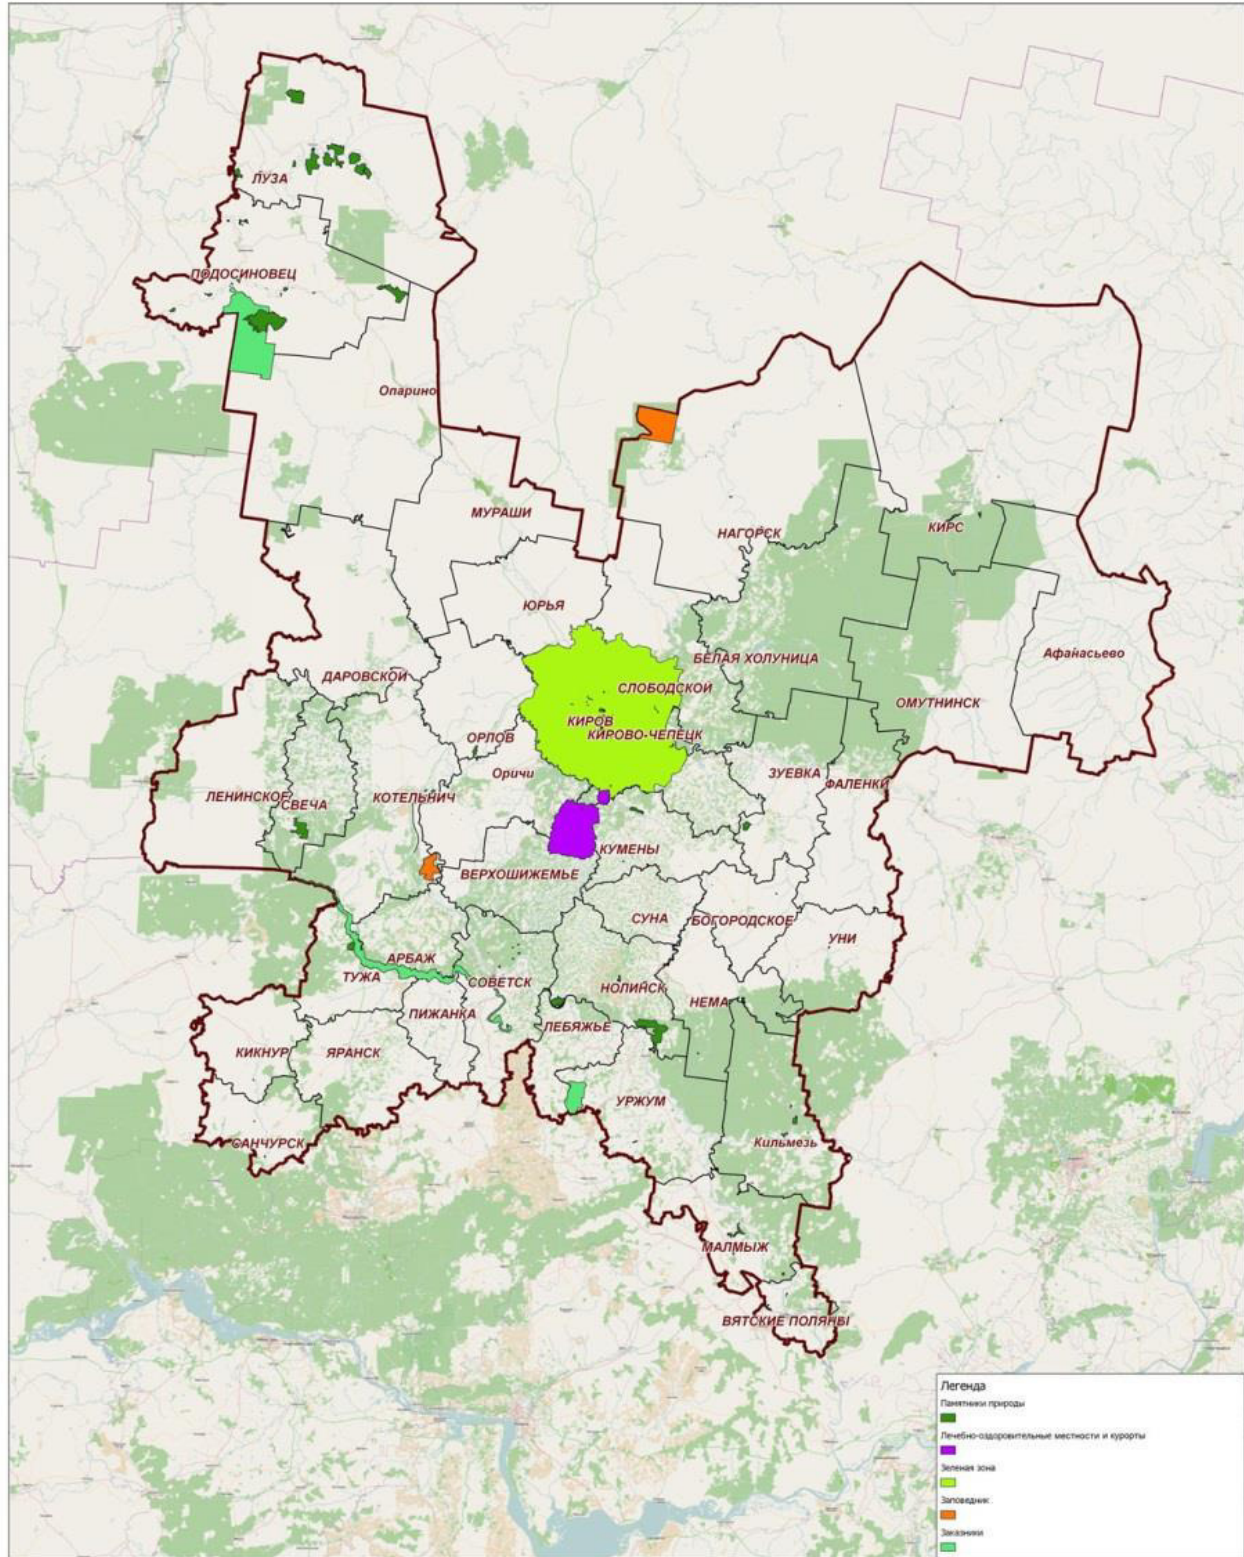 ЛУЗА
ПОДОСИНОВЕЦ
Опарино
МУРАШИ
НАГОРСК
КИРС
ЮРЬЯ
Афанасьево
БЕЛАЯ ХОЛУНИЦА
ДАРОВСКОЙ
СЛОБОДСКОЙ
ОМУТНИНСК
КИРОВ
КИРОВО-ЧЕПЕЦК
ОРЛОВ
Оричи
ЗУЕВКА
ФАЛЕНКИ
ЛЕНИНСКОЕ
СВЕЧА
КОТЕЛЬНИЧ
КУМЕНЫ
ВЕРХОШИЖЕМЬЕ
СУНА
БОГОРОДСКОЕ
УНИ
АРБАЖ
ТУЖА
СОВЕТСК
НОЛИНСК
НЕМА
ПИЖАНКА
ЛЕБЯЖЬЕ
КИКНУР
ЯРАНСК
УРЖУМ
САНЧУРСК
Кильмезь
МАЛМЫЖ
ВЯТСКИЕ ПОЛЯНЫ
Легенда
Памятники природы
Лечебно-оздоровительные местности и курорты
Зеленая зона
Заповедник
Заказники